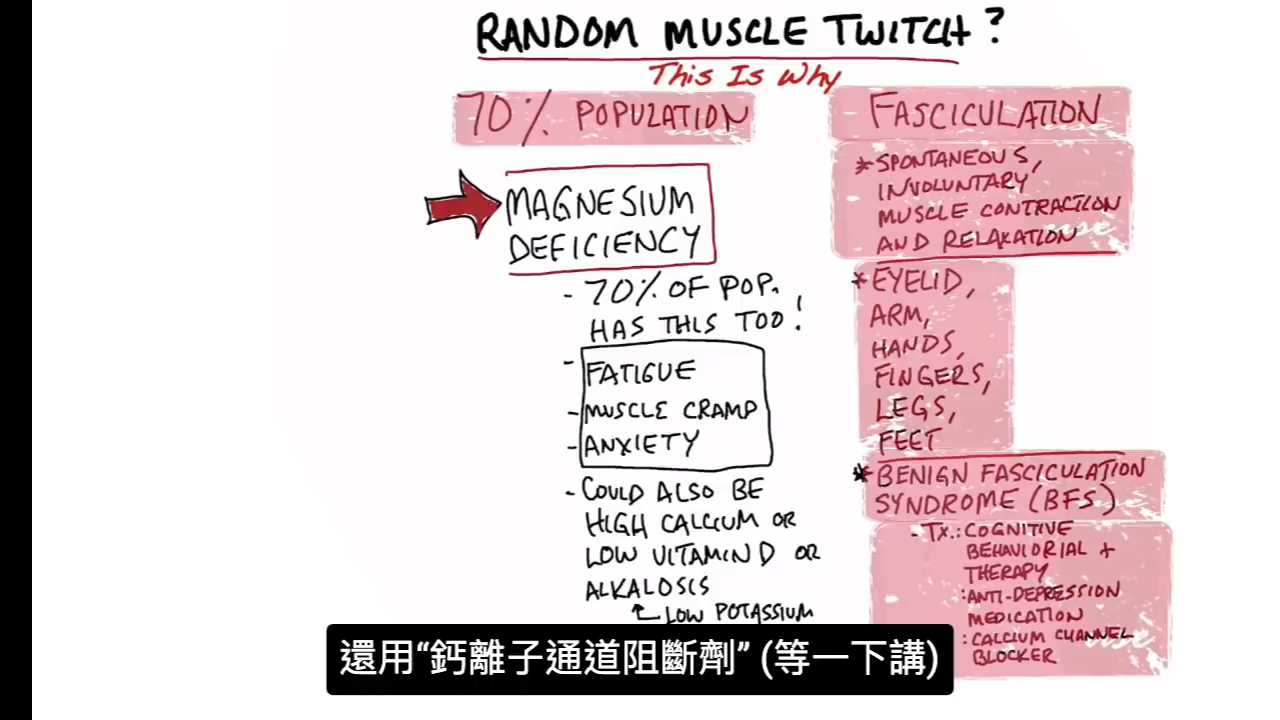 RANDOM MUSCLE TWITCH?
This Is Why
70% POPULATION
MAGNESIUM
DEFICIENCY
- 70% OF POP.
HAS THIS TOO!
- FATIGUE
- MUSCLE CRAMP
- ANXIETY
- COULD ALSO BE
HIGH CALCIUM OR
LOW VITAMIN D OR
ALKALOSIS
LOW POTASSIUM
FASCICULATION
* SPONTANEOUS,
INVOLUNTARY
MUSCLE CONTRACTION
AND RELAXATION
* EYELID,
ARM,
HANDS,
FINGERS,
LEGS,
FEET
* BENIGN FASCICULATION
SYNDROME (BFS)
- TX.: COGNITIVE
BEHAVIORIAL +
THERAPY
: ANTI-DEPRESSION
MEDICATION
: CALCIUM CHANNEL
BLOCKER
還用“鈣離子通道阻斷劑” (等一下講)